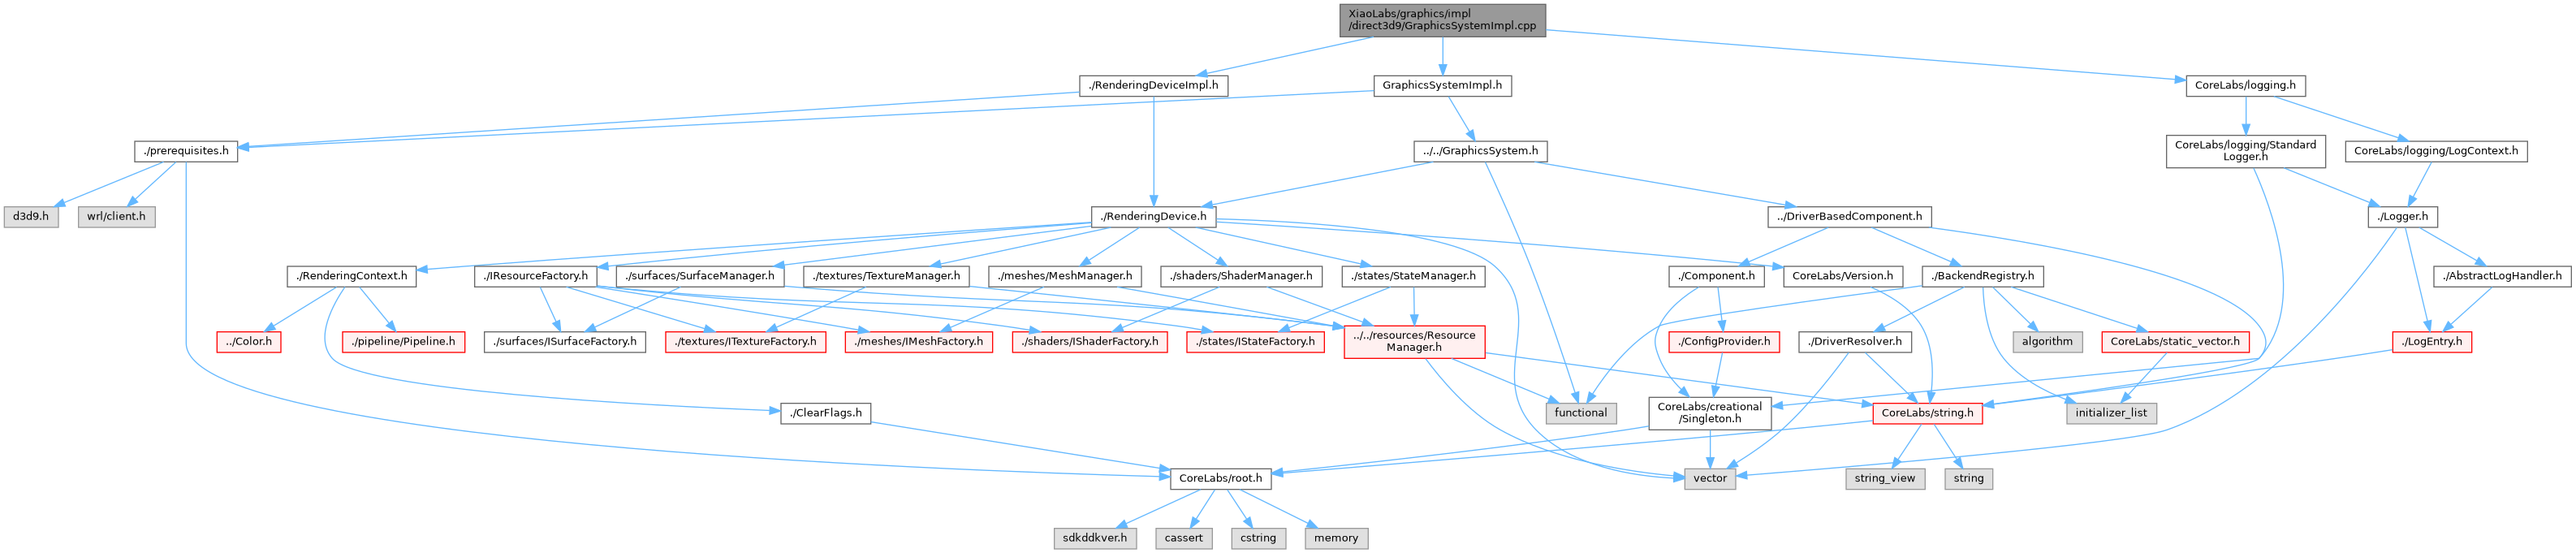 XiaoLabs/graphics/impl
/direct3d9/GraphicsSystemImpl.cpp
./RenderingDeviceImpl.h
GraphicsSystemImpl.h
CoreLabs/logging.h
./prerequisites.h
../../GraphicsSystem.h
CoreLabs/logging/Standard
Logger.h
CoreLabs/logging/LogContext.h
d3d9.h
wrl/client.h
./RenderingDevice.h
../DriverBasedComponent.h
./Logger.h
./RenderingContext.h
./IResourceFactory.h
./surfaces/SurfaceManager.h
./textures/TextureManager.h
./meshes/MeshManager.h
./shaders/ShaderManager.h
./states/StateManager.h
./Component.h
CoreLabs/Version.h
./BackendRegistry.h
./AbstractLogHandler.h
../Color.h
./pipeline/Pipeline.h
./surfaces/ISurfaceFactory.h
./textures/ITextureFactory.h
./meshes/IMeshFactory.h
./shaders/IShaderFactory.h
./states/IStateFactory.h
../../resources/Resource
Manager.h
./ConfigProvider.h
./DriverResolver.h
algorithm
CoreLabs/static_vector.h
./LogEntry.h
./ClearFlags.h
functional
CoreLabs/creational
/Singleton.h
CoreLabs/string.h
initializer_list
CoreLabs/root.h
vector
string_view
string
sdkddkver.h
cassert
cstring
memory